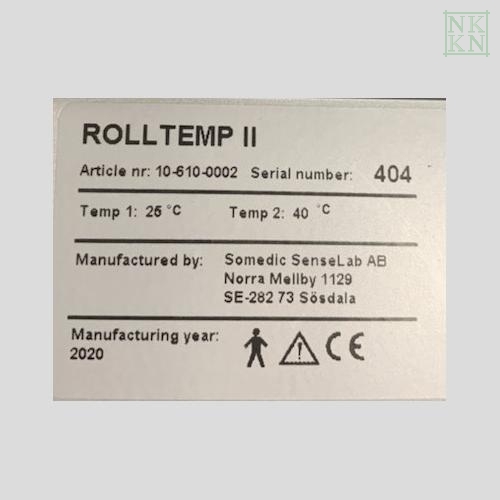 NK
KN
ROLLTEMP II
Article nr: 10-610-0002 Serial number: 404
Temp 1: 25 °C Temp 2: 40 °C
Manufactured by: Somedic SenseLab AB
Norra Mellby 1129
SE-282 73 Sösdala
Manufacturing year:
2020
CE